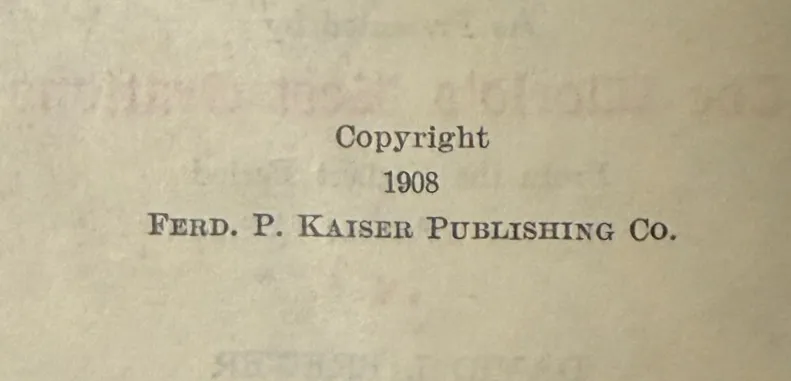 Copyright
1908
Ferd. P. Kaiser Publishing Co.